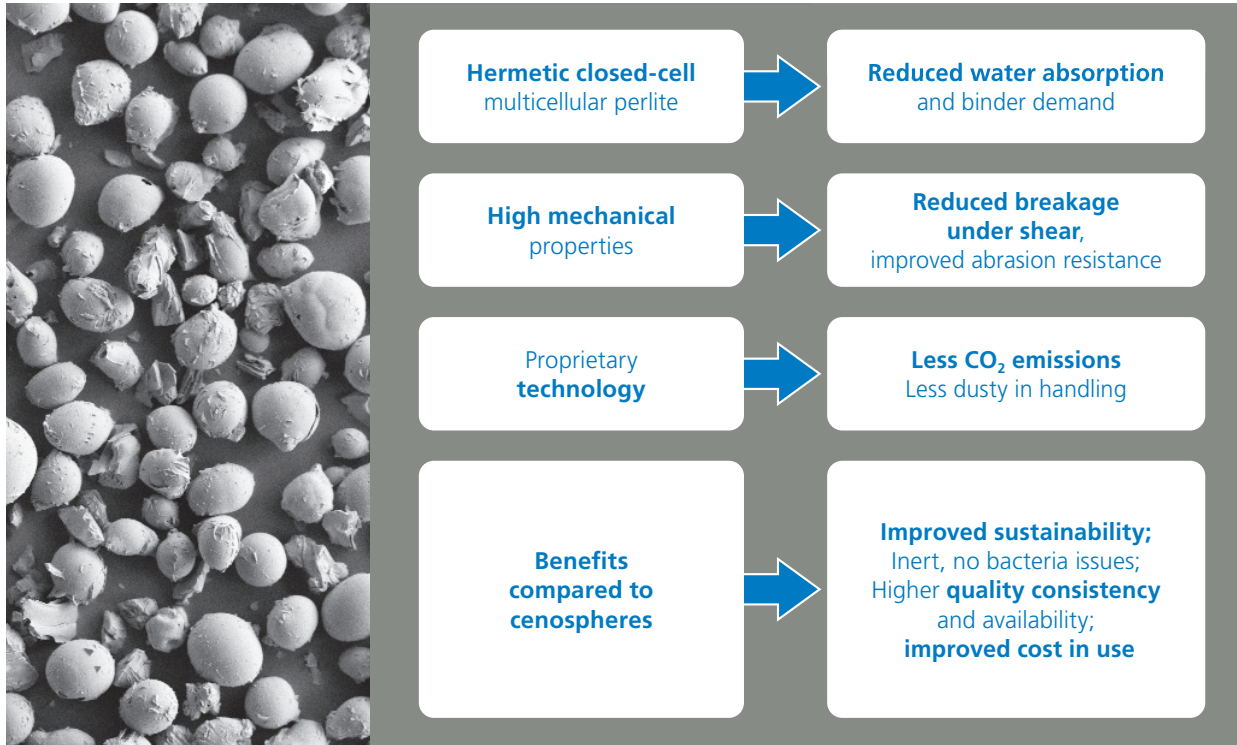 Hermetic closed-cell
multicellular perlite
Reduced water absorption
and binder demand
High mechanical
properties
Reduced breakage
under shear,
improved abrasion resistance
Proprietary
technology
Less CO₂ emissions
Less dusty in handling
Benefits
compared to
cenospheres
Improved sustainability;
Inert, no bacteria issues;
Higher quality consistency
and availability;
improved cost in use